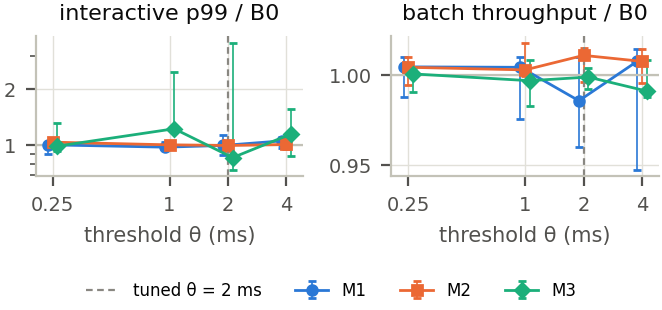 interactive p99 / B0
batch throughput / B0
2
1
0.25 1 2 4
threshold θ (ms)
1.00
0.95
0.25 1 2 4
threshold θ (ms)
tuned θ = 2 ms M1 M2 M3